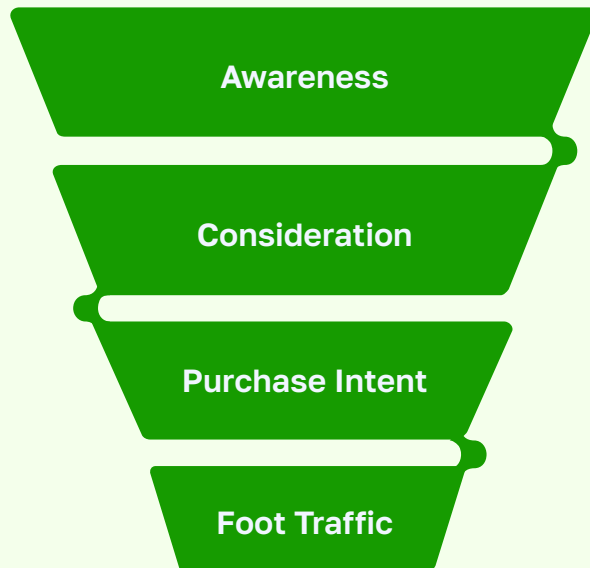 Awareness
Consideration
Purchase Intent
Foot Traffic